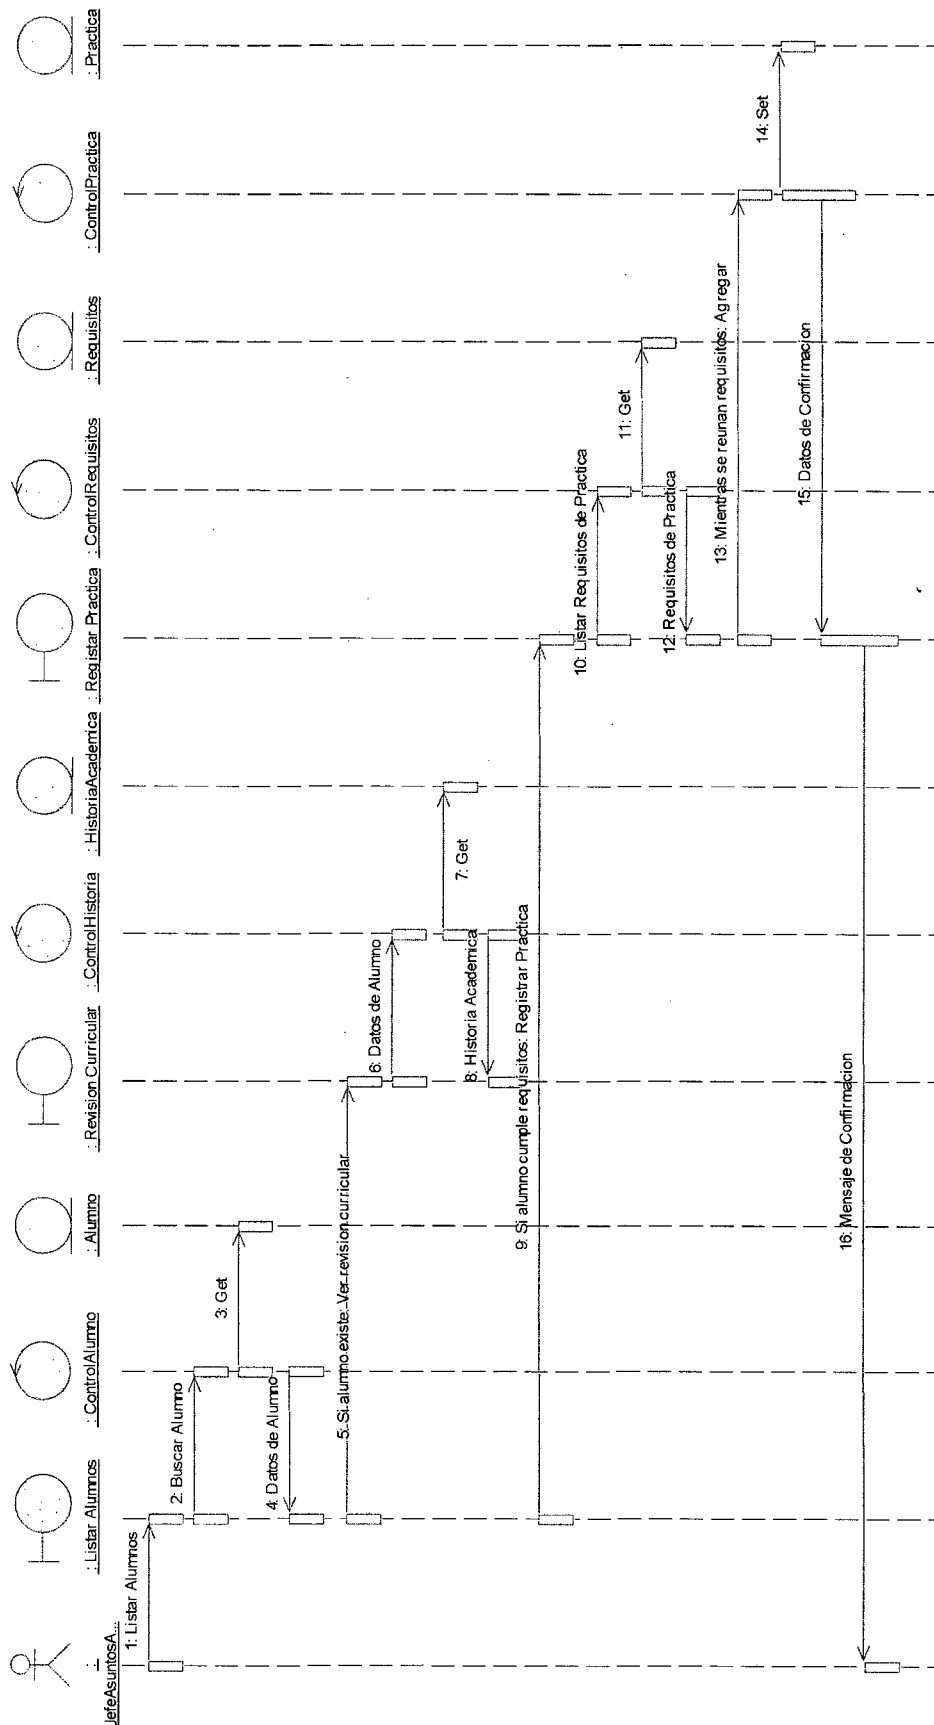 : JefeAsuntosA...
: Listar Alumnos
: ControlAlumno
: Alumno
: Revision Curricular
: ControlHistoria
: HistoriaAcademica
: Registar Practica
: ControlRequisitos
: Requisitos
: ControlPractica
: Practica
1: Listar Alumnos
2: Buscar Alumno
3: Get
4: Datos de Alumno
5: Si alumno existe: Ver revision curricular
6: Datos de Alumno
7: Get
8: Historia Academica
9: Si alumno cumple requisitos: Registrar Practica
10: Listar Requisitos de Practica
11: Get
12: Requisitos de Practica
13: Mientras se reunan requisitos: Agregar
14: Set
15: Datos de Confirmacion
16: Mensaje de Confirmacion